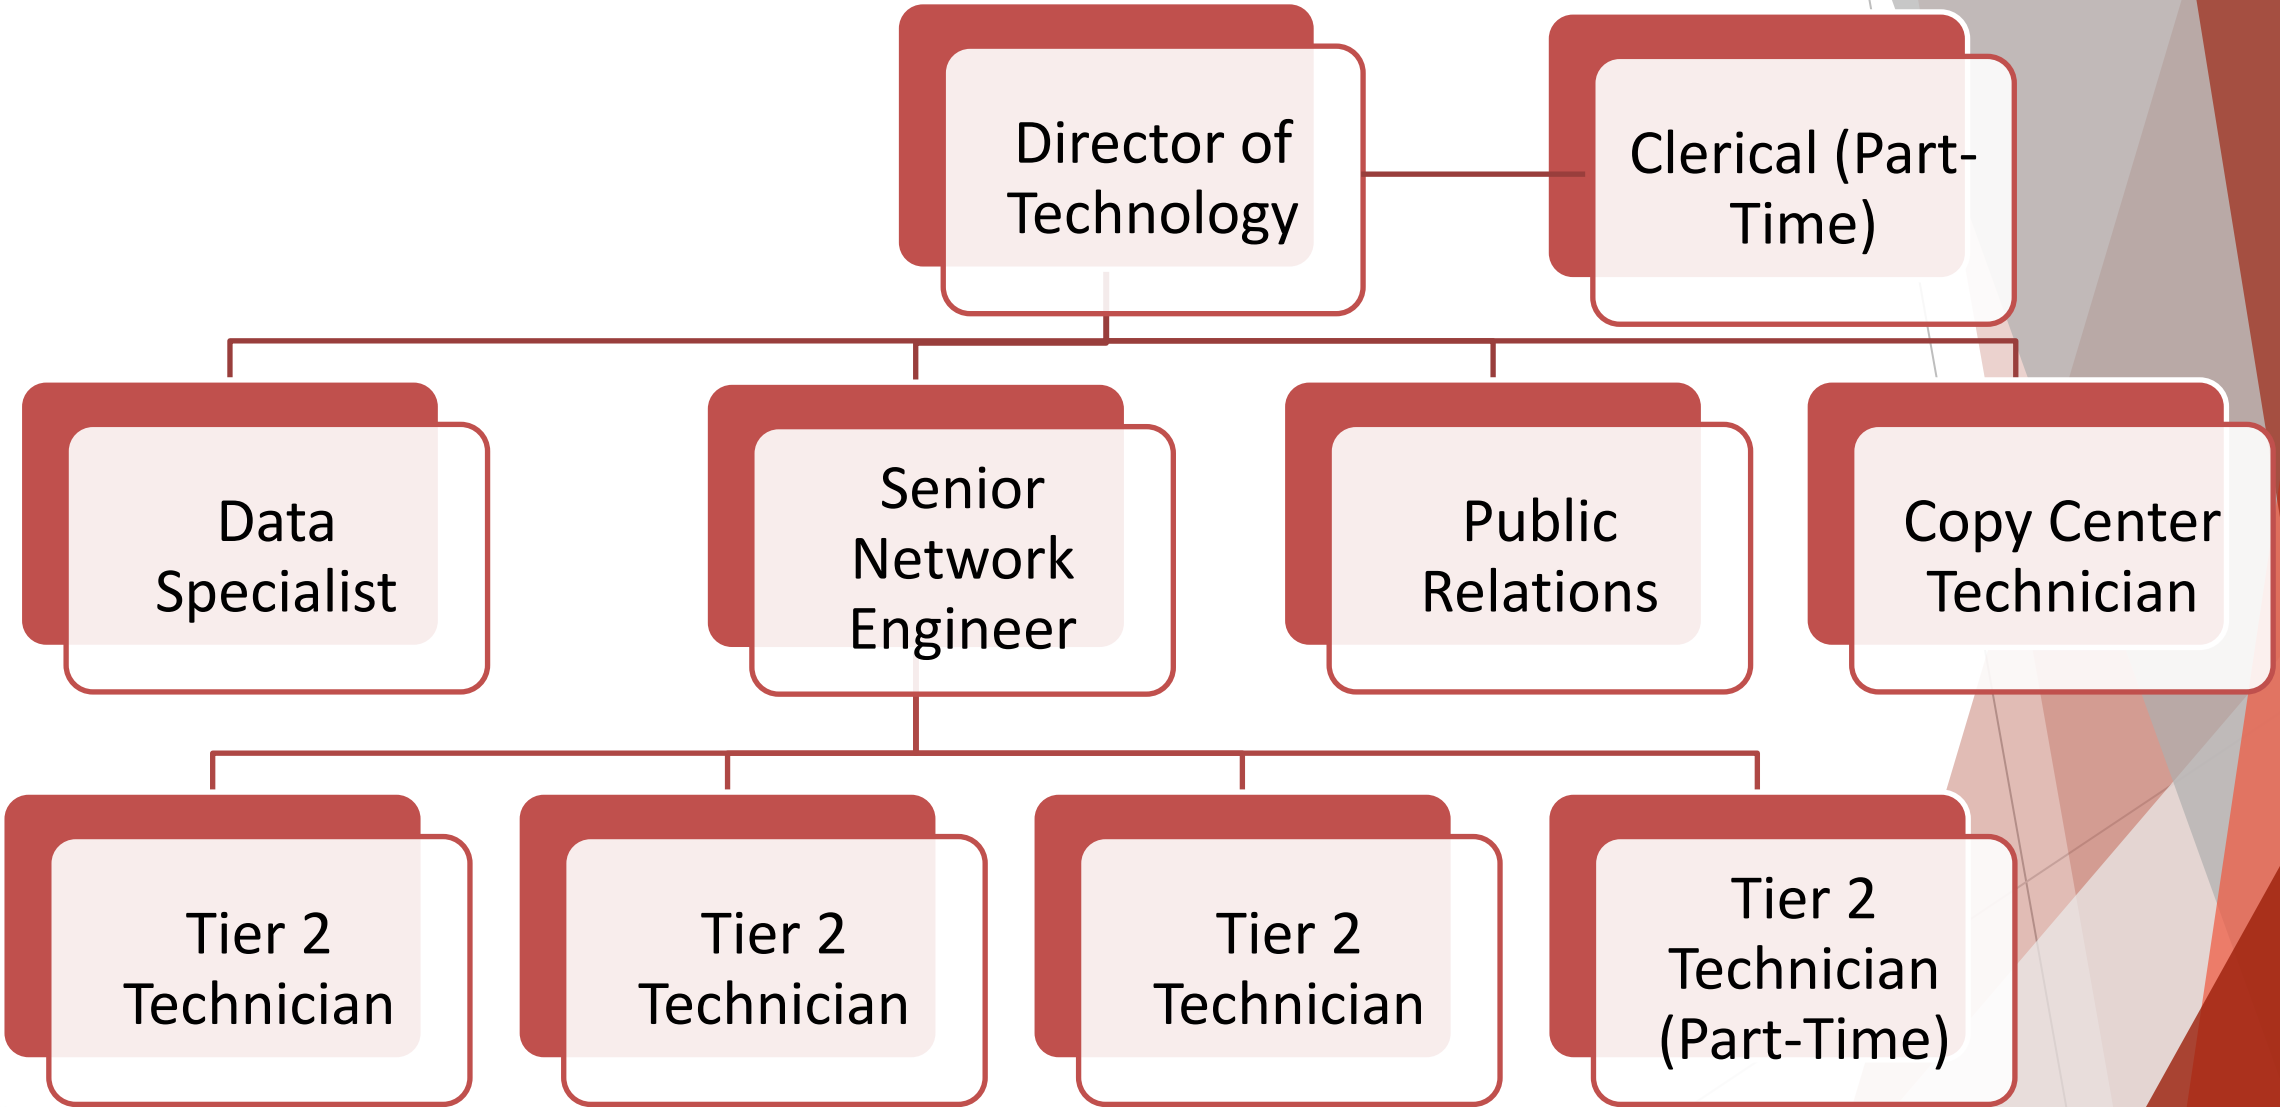 Director of
Technology
Clerical (Part-
Time)
Data
Specialist
Senior
Network
Engineer
Public
Relations
Copy Center
Technician
Tier 2
Technician
Tier 2
Technician
Tier 2
Technician
Tier 2
Technician
(Part-Time)